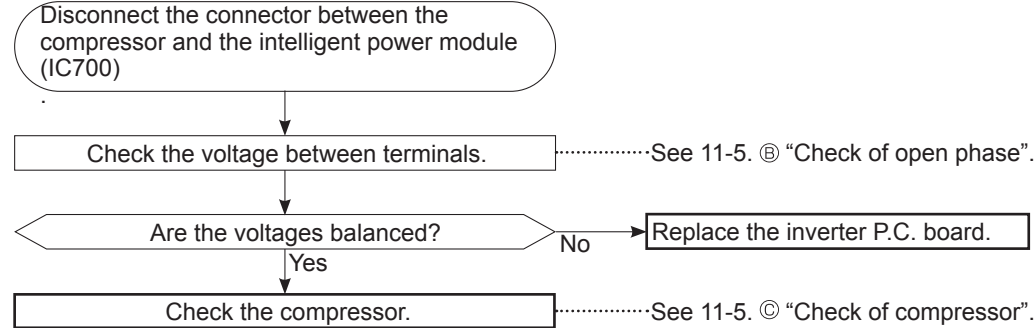 Disconnect the connector between the
compressor and the intelligent power module
(IC700)
.
Check the voltage between terminals.
See 11-5. Ⓑ “Check of open phase”.
Are the voltages balanced?
No
Replace the inverter P.C. board.
Yes
Check the compressor.
See 11-5. Ⓒ “Check of compressor”.